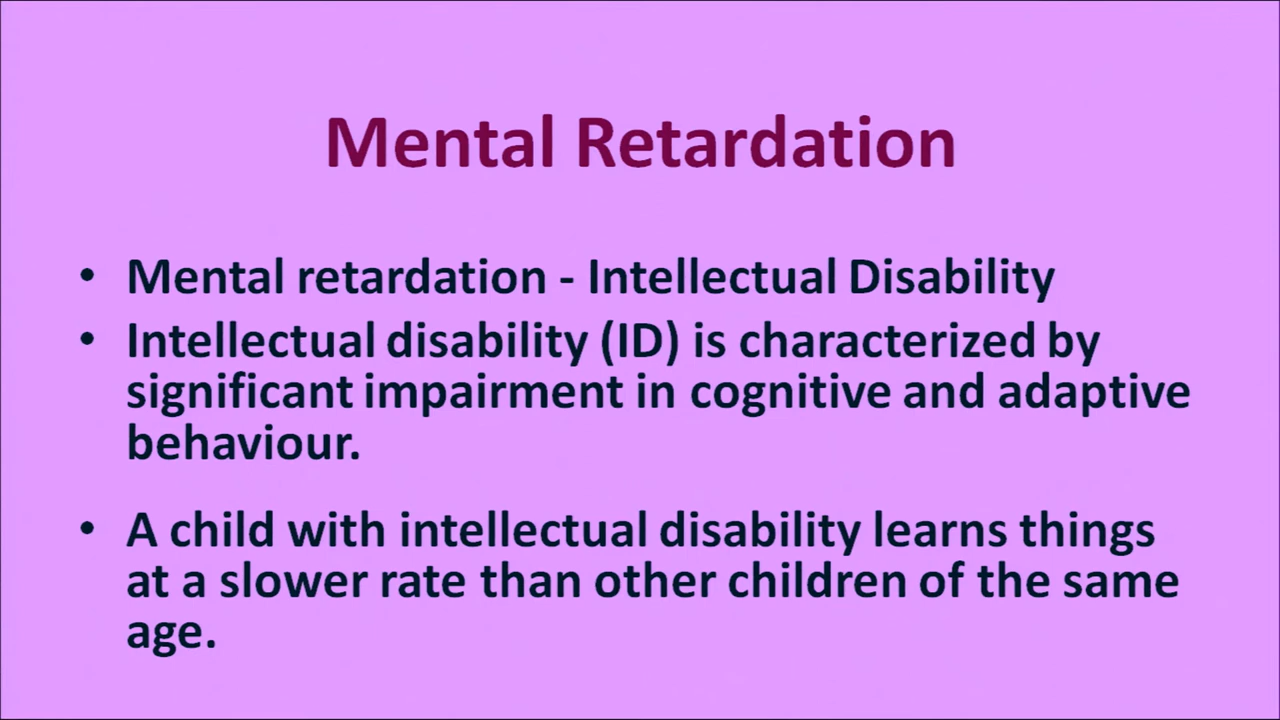 Mental Retardation
• Mental retardation - Intellectual Disability
• Intellectual disability (ID) is characterized by
significant impairment in cognitive and adaptive
behaviour.
• A child with intellectual disability learns things
at a slower rate than other children of the same
age.